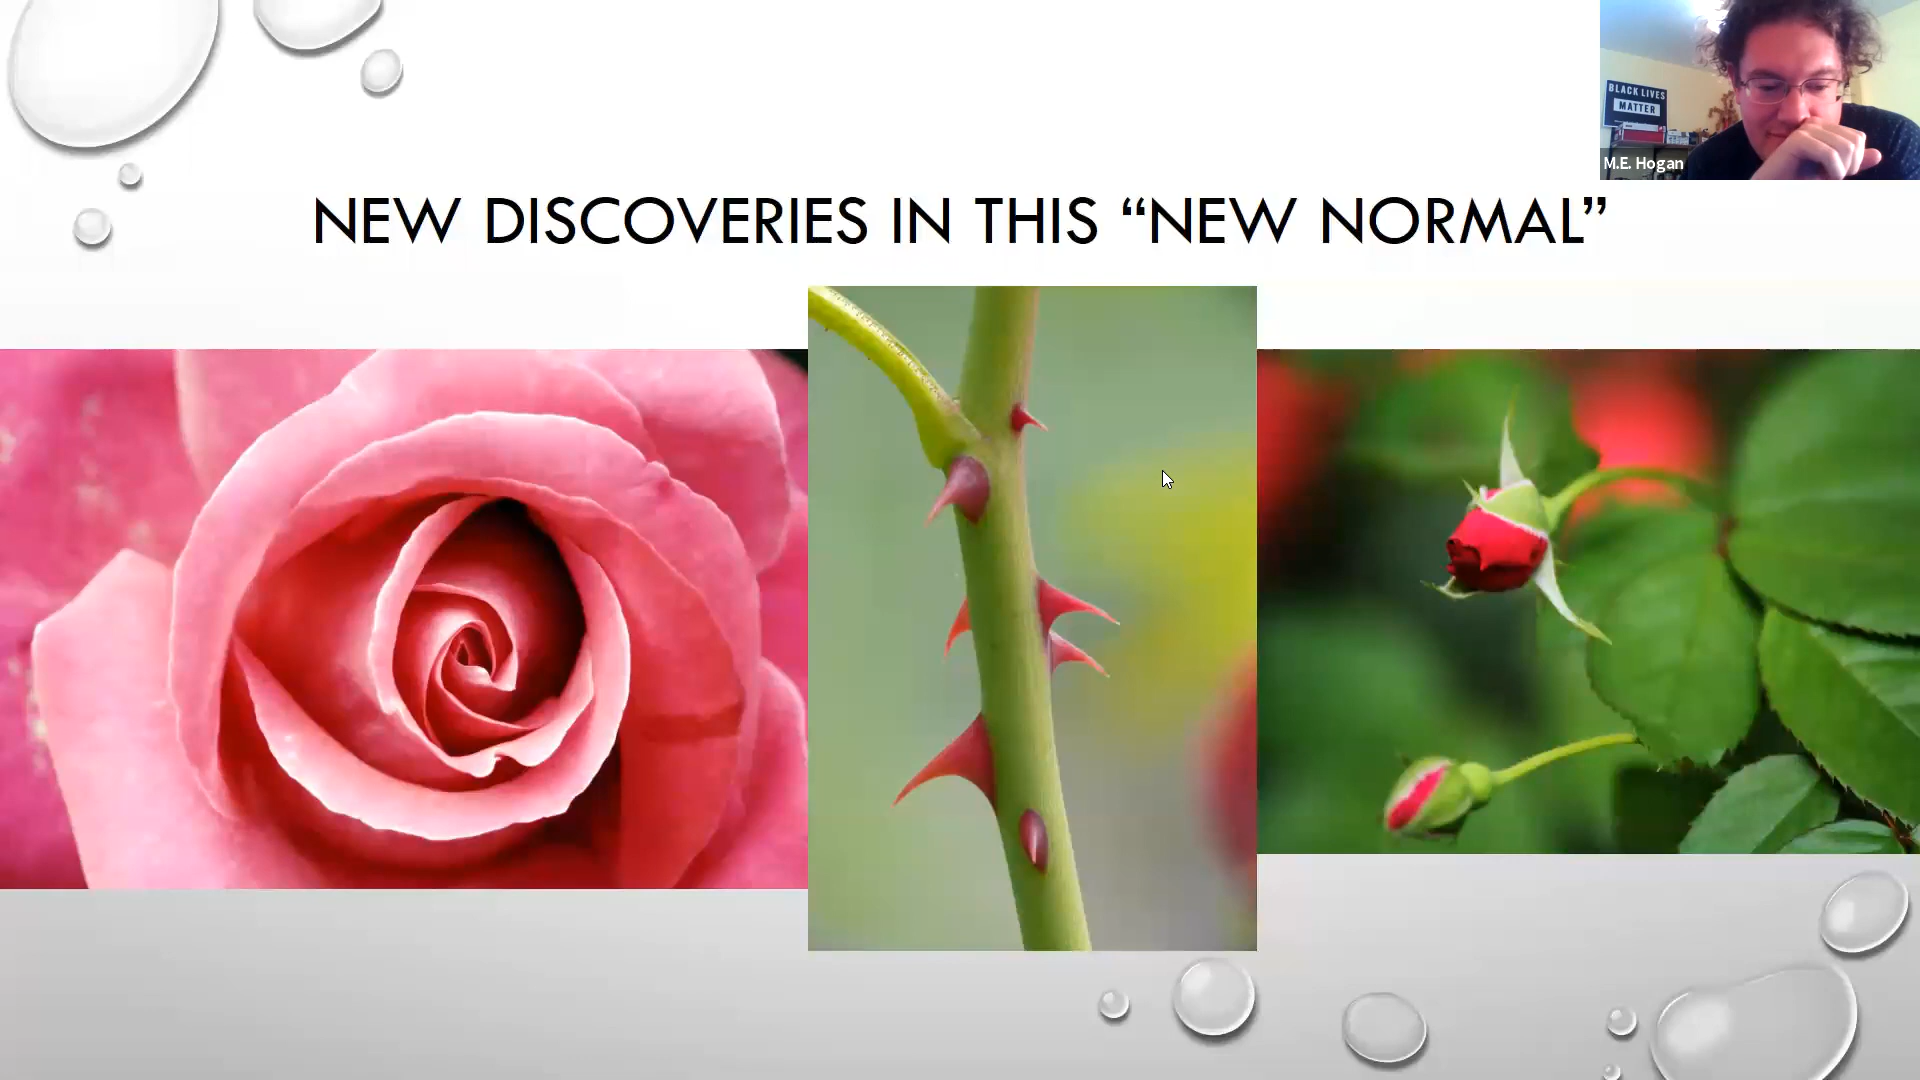 BLACK LIVES
MATTER
M.E. Hogan
NEW DISCOVERIES IN THIS “NEW NORMAL”